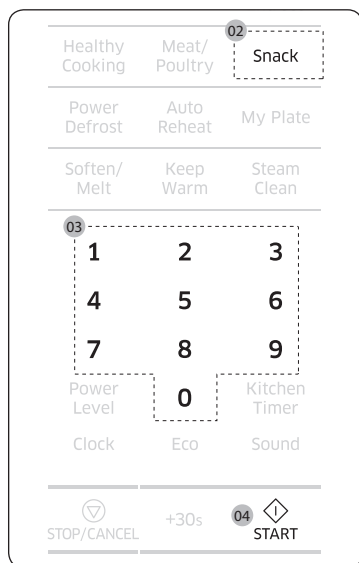 02
Healthy Cooking
Meat/ Poultry
Snack
Power Defrost
Auto Reheat
My Plate
Soften/ Melt
Keep Warm
Steam Clean
03
1 2 3
4 5 6
7 8 9
Power Level
0
Kitchen Timer
Clock Eco Sound
STOP/CANCEL
+30s
04
START